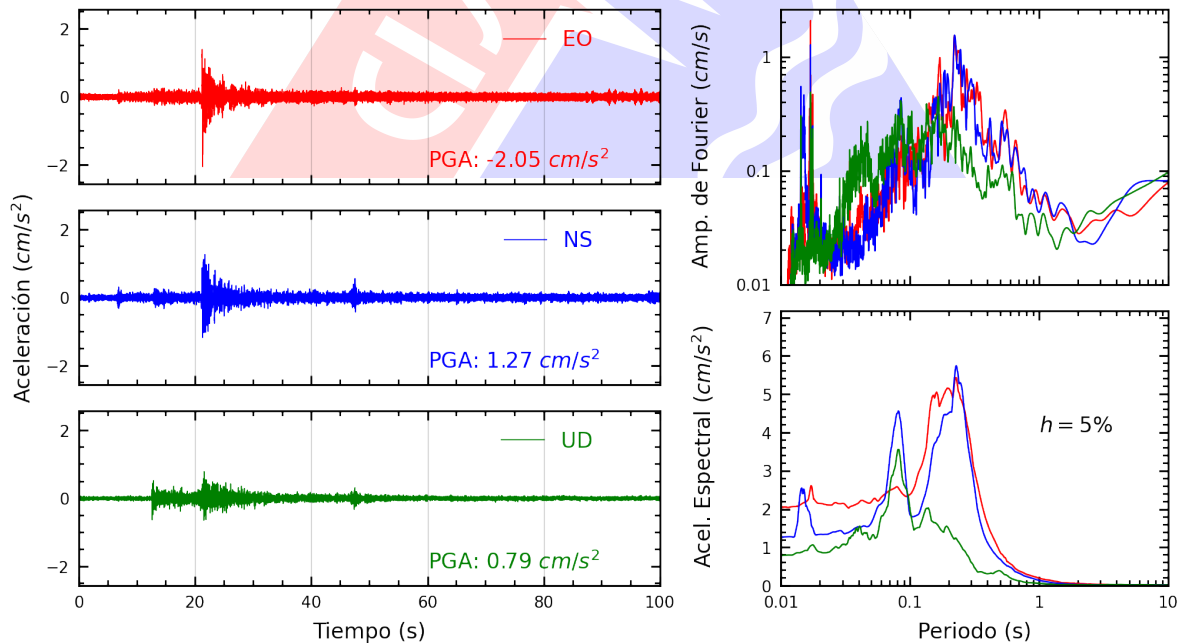 Aceleración (cm/s²)
2
0
−2
EO
PGA: -2.05 cm/s²
2
0
−2
NS
PGA: 1.27 cm/s²
2
0
−2
UD
PGA: 0.79 cm/s²
0 20 40 60 80 100
Tiempo (s)
Amp. de Fourier (cm/s)
1
0.1
0.01
Acel. Espectral (cm/s²)
7
6
5
4
3
2
1
0
h = 5%
0.01 0.1 1 10
Periodo (s)